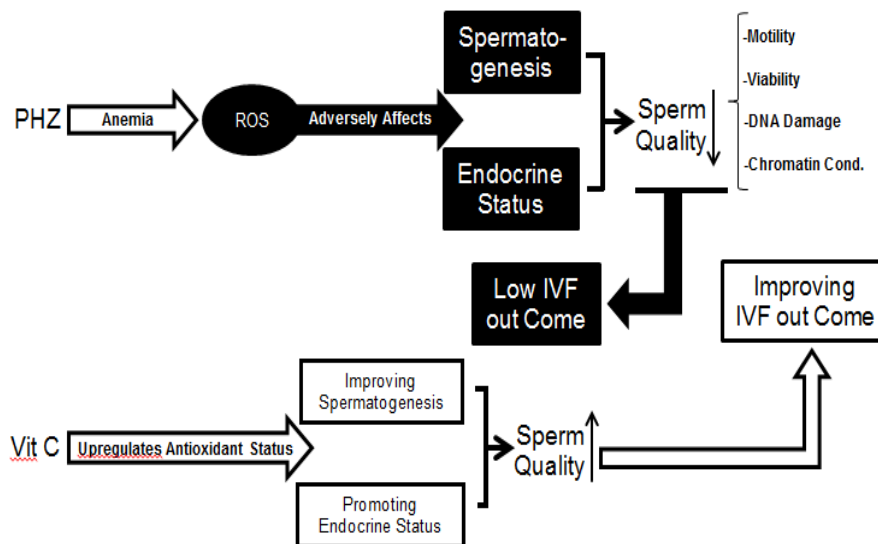 Spermato-
genesis
-Motility
-Viability
-DNA Damage
-Chromatin Cond.
PHZ
Anemia
ROS
Adversely Affects
Sperm
Quality
Endocrine
Status
Low IVF
out Come
Improving
IVF out Come
Improving
Spermatogenesis
Vit C
Upregulates Antioxidant Status
Sperm
Quality
Promoting
Endocrine Status